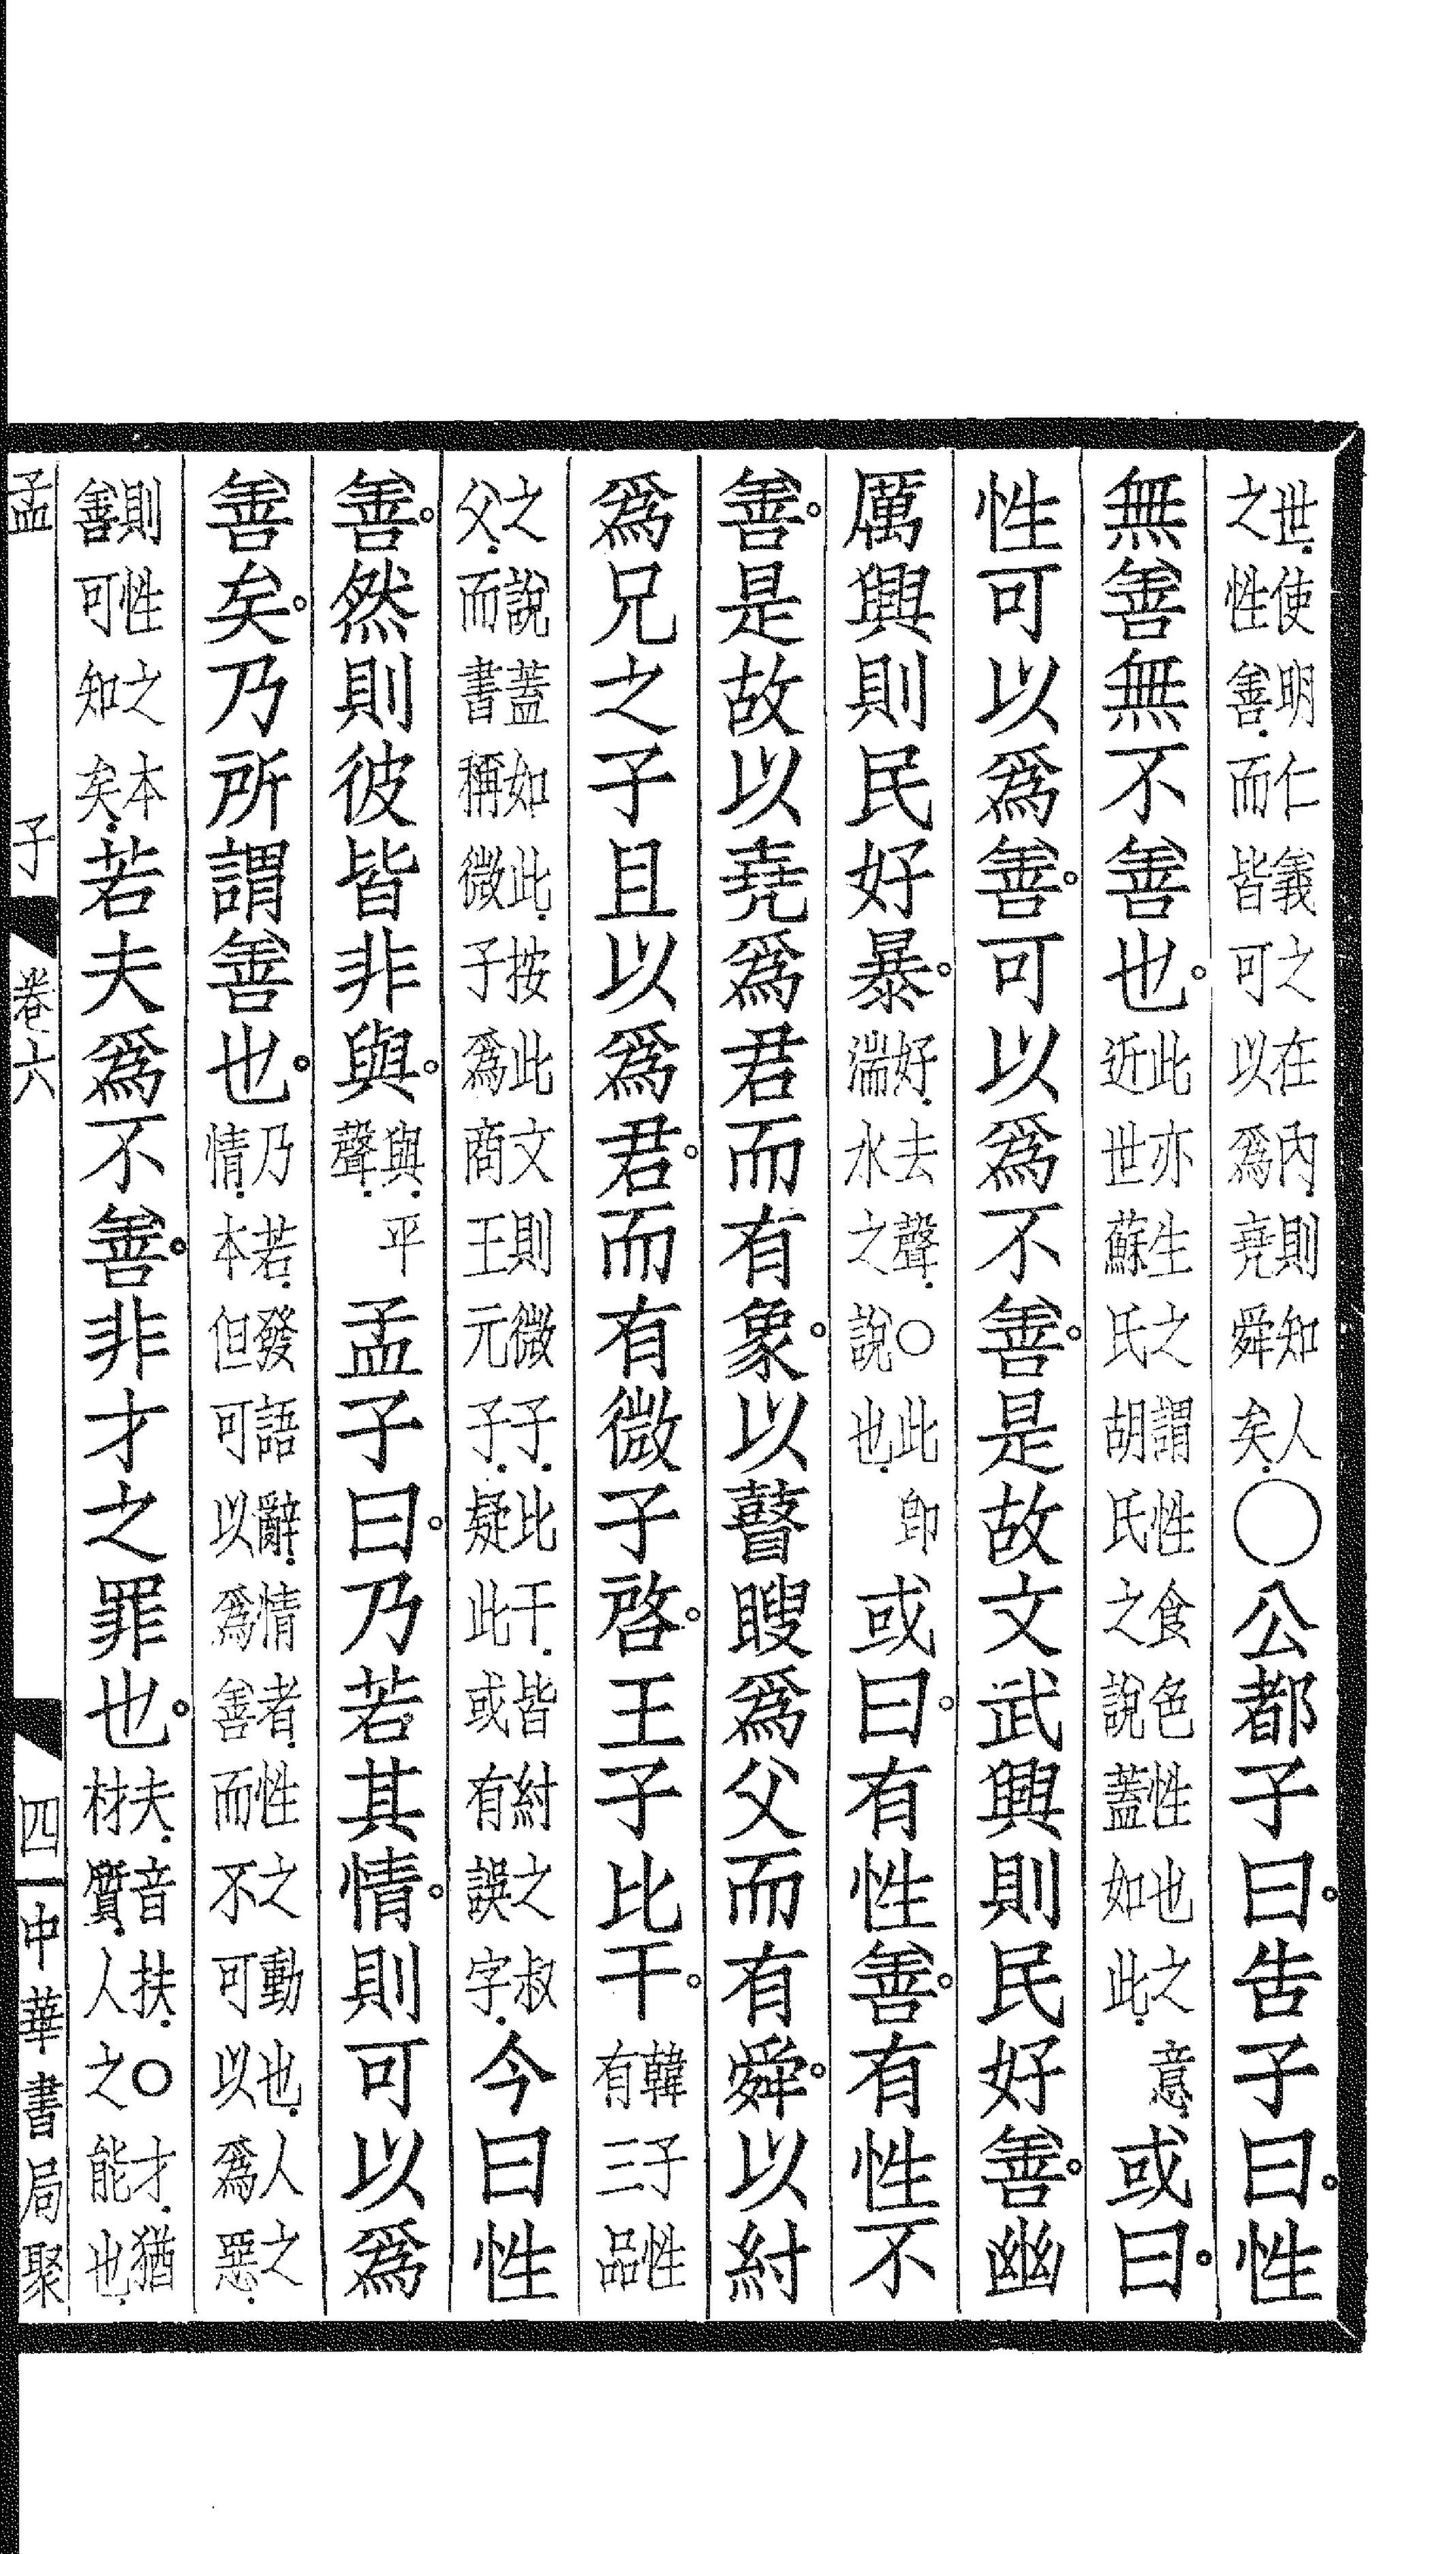 世.使明仁義之在內.則知人之性善.而皆可以爲堯舜矣.○公都子曰。告子曰。性
無善無不善也。此亦生之謂性食色性也之意.近世蘇氏胡氏之說蓋如此.或曰。
性可以爲善。可以爲不善。是故文武興則民好善。幽
厲興則民好暴。好.去聲.○此卽湍水之說也.或曰。有性善。有性不
善。是故以堯爲君而有象。以瞽瞍爲父而有舜。以紂
爲兄之子且以爲君。而有微子啓。王子比干。韓子性有三品
之說蓋如此.按此文則微子.比干.皆紂之叔父.而書稱微子爲商王元子.疑此或有誤字.今曰性
善。然則彼皆非與。與.平聲.孟子曰。乃若其情。則可以爲
善矣。乃所謂善也。乃若.發語辭.情者.性之動也.人之情.本但可以爲善而不可以爲惡.
則性之本善可知矣.若夫爲不善。非才之罪也。夫.音扶.○才.猶材質.人之能也.
孟子 卷六 四 中華書局聚